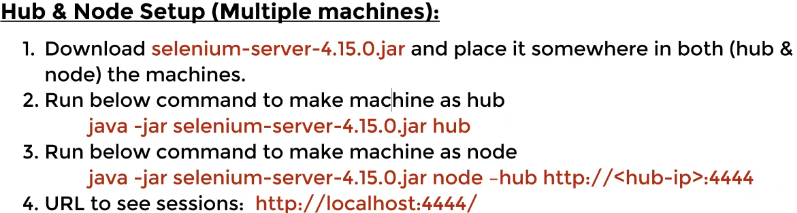 Hub & Node Setup (Multiple machines):
1. Download selenium-server-4.15.0.jar and place it somewhere in both (hub &
node) the machines.
2. Run below command to make machine as hub
java -jar selenium-server-4.15.0.jar hub
3. Run below command to make machine as node
java -jar selenium-server-4.15.0.jar node –hub http://<hub-ip>:4444
4. URL to see sessions: http://localhost:4444/